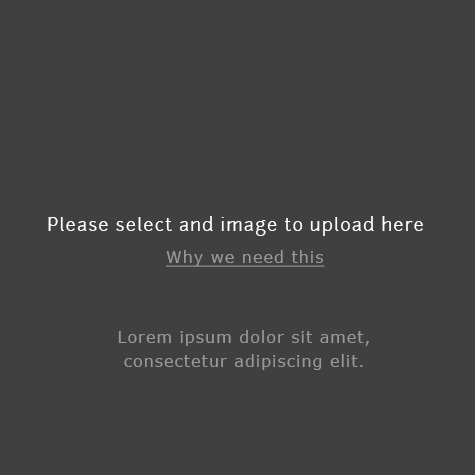 Please select and image to upload here
Why we need this
Lorem ipsum dolor sit amet,
consectetur adipiscing elit.